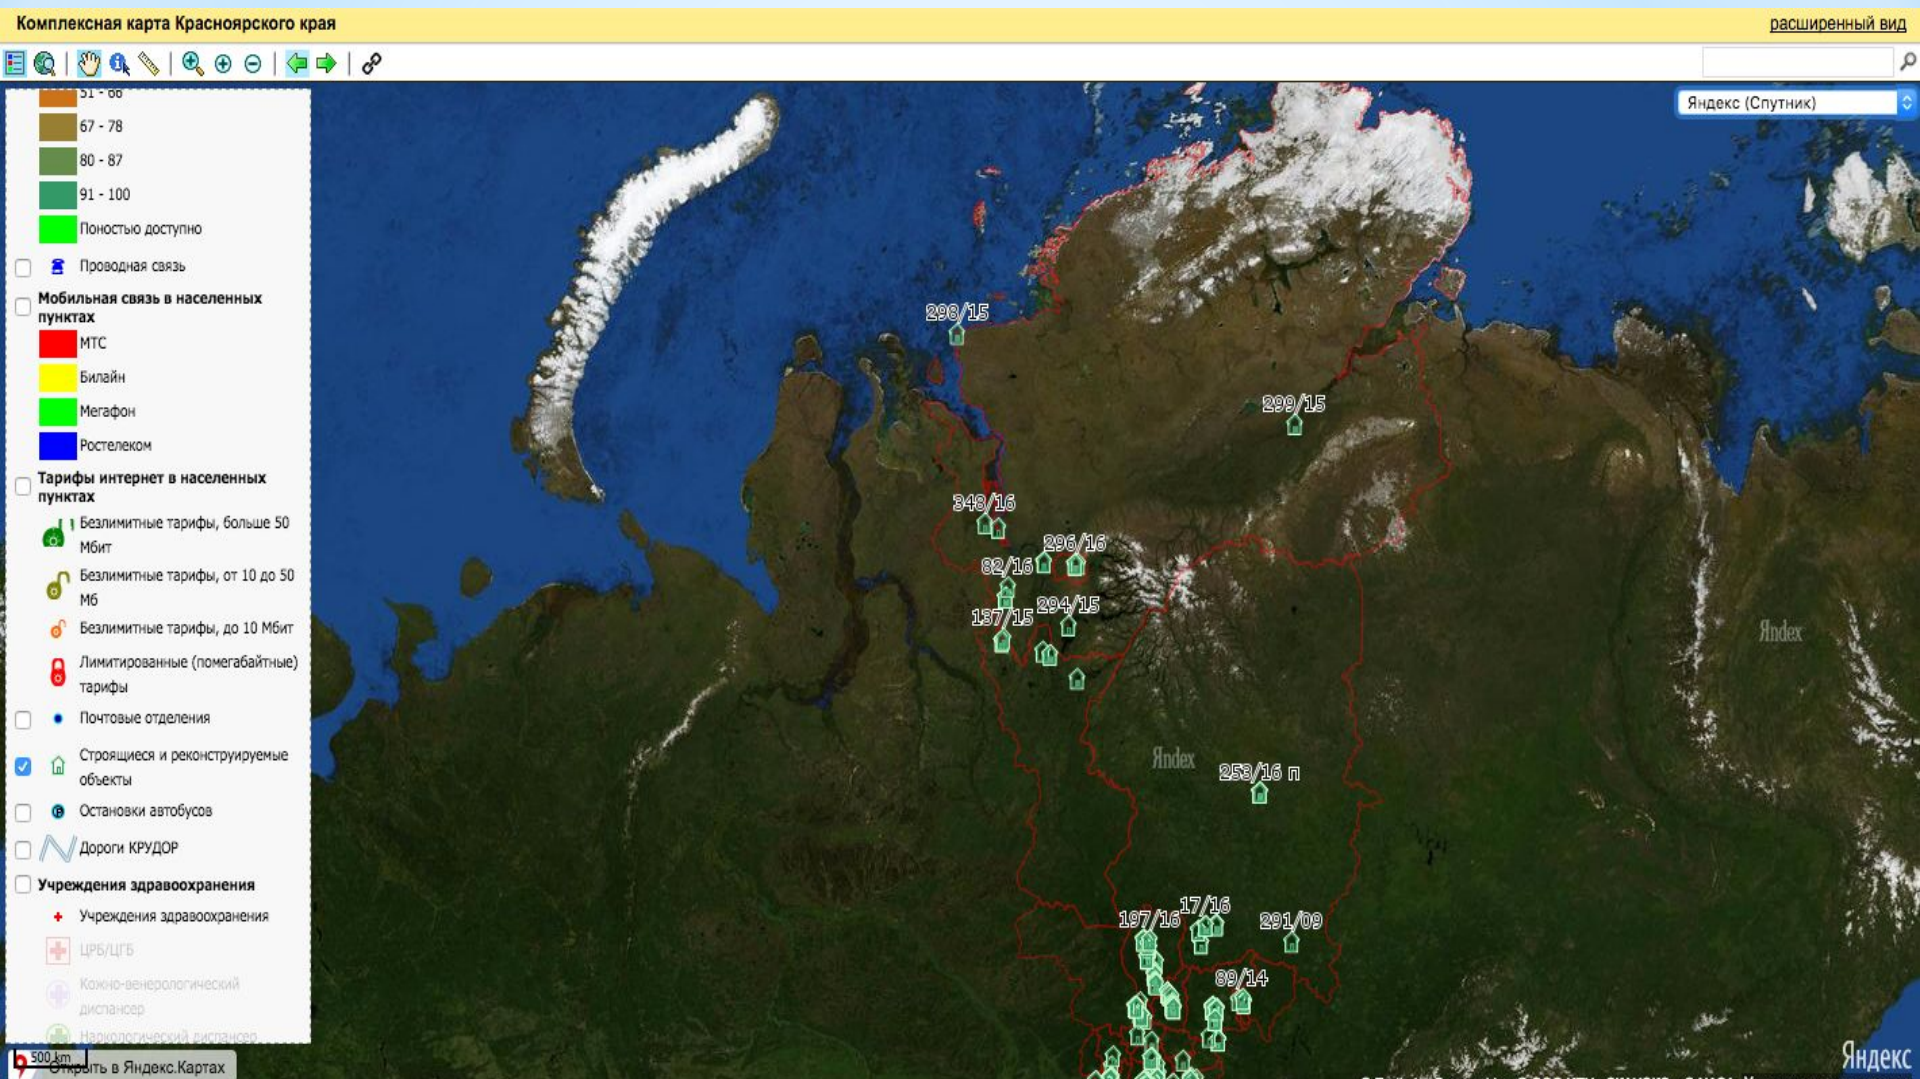 Комплексная карта Красноярского края
расширенный вид
Яндекс (Спутник)
51 - 66
67 - 78
80 - 87
91 - 100
Поностью доступно
Проводная связь
Мобильная связь в населенных
пунктах
МТС
Билайн
Мегафон
Ростелеком
Тарифы интернет в населенных
пунктах
Безлимитные тарифы, больше 50
Мбит
Безлимитные тарифы, от 10 до 50
Мб
Безлимитные тарифы, до 10 Мбит
Лимитированные (помегабайтные)
тарифы
Почтовые отделения
Строящиеся и реконструируемые
объекты
Остановки автобусов
Дороги КРУДОР
Учреждения здравоохранения
Учреждения здравоохранения
ЦРБ/ЦГБ
Кожно-венерологический
диспансер
Наркологический диспансер
500 km
Открыть в Яндекс.Картах
298/15
299/15
348/16
296/16
82/16
294/15
137/15
Яndex
Яndex
253/16 п
17/16
197/16
291/09
89/14
Яндекс